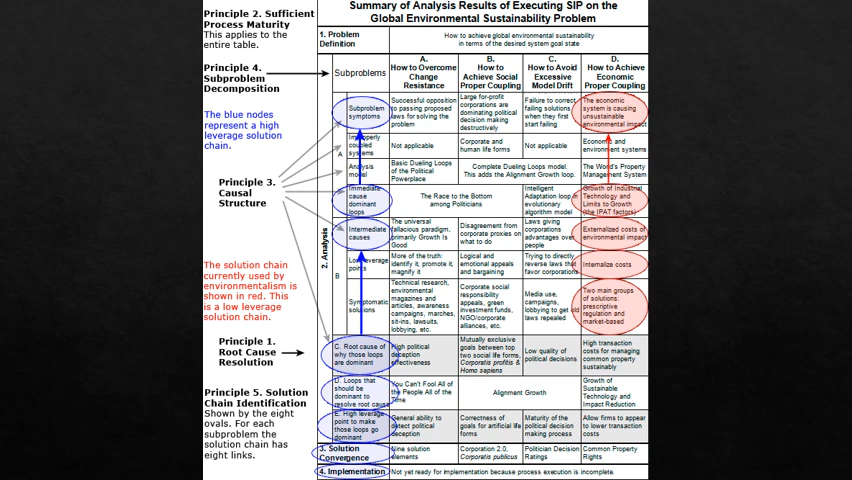 Summary of Analysis Results of Executing SIP on the
Global Environmental Sustainability Problem
Principle 2. Sufficient
Process Maturity
This applies to the
entire table.
Principle 4.
Subproblem
Decomposition
The blue nodes
represent a high
leverage solution
chain.
Principle 3.
Causal
Structure
The solution chain
currently used by
environmentalism is
shown in red. This
is a low leverage
solution chain.
Principle 1.
Root Cause
Resolution
Principle 5. Solution
Chain Identification
Shown by the eight
ovals. For each
subproblem the
solution chain has
eight links.
1. Problem
Definition
How to achieve global environmental sustainability
in terms of the desired system goal state
Subproblems
A.
How to Overcome
Change
Resistance
B.
How to
Achieve Social
Proper Coupling
C.
How to Avoid
Excessive
Model Drift
D.
How to Achieve
Economic
Proper Coupling
2. Analysis
A
Subproblem
symptoms
Successful opposition
to passing proposed
laws for solving the
problem
Large for-profit
corporations are
dominating political
decision making
destructively
Failure to correct
failing solutions
when they first
start failing
The economic
system is causing
unsustainable
environmental impact
Improperly
coupled
systems
Not applicable
Corporate and
human life forms
Not applicable
Economic and
environment systems
Analysis
model
Basic Dueling Loops
of the Political
Powerplace
Complete Dueling Loops model.
This adds the Alignment Growth loop.
The World's Property
Management System
Immediate
cause
dominant
loops
The Race to the Bottom
among Politicians
Intelligent
Adaptation loop in
evolutionary
algorithm model
Growth of Industrial
Technology and
Limits to Growth
(the IPAT factors)
B
Intermediate
causes
The universal
fallacious paradigm,
primarily Growth Is
Good
Disagreement from
corporate proxies on
what to do
Laws giving
corporations
advantages over
people
Externalized costs of
environmental impact
Low leverage
points
More of the truth:
identify it, promote it,
magnify it
Logical and
emotional appeals
and bargaining
Trying to directly
reverse laws that
favor corporations
Internalize costs
Symptomatic
solutions
Technical research,
environmental
magazines and
articles, awareness
campaigns, marches,
sit-ins, lawsuits,
lobbying, etc.
Corporate social
responsibility
appeals, green
investment funds,
NGO/corporate
alliances, etc.
Media use,
campaigns,
lobbying to get old
laws repealed
Two main groups
of solutions:
prescriptive
regulation and
market-based
C. Root cause of
why those loops
are dominant
High political
deception
effectiveness
Mutually exclusive
goals between top
two social life forms,
Corporatis profitis &
Homo sapiens
Low quality of
political decisions
High transaction
costs for managing
common property
sustainably
D. Loops that
should be
dominant to
resolve root cause
You Can't Fool All of
the People All of the
Time
Alignment Growth
Growth of
Sustainable
Technology and
Impact Reduction
E. High leverage
point to make
those loops go
dominant
General ability to
detect political
deception
Correctness of
goals for artificial life
forms
Maturity of the
political decision
making process
Allow firms to appear
to lower transaction
costs
3. Solution
Convergence
Nine solution
elements
Corporation 2.0,
Corporatis publicus
Politician Decision
Ratings
Common Property
Rights
4. Implementation
Not yet ready for implementation because process execution is incomplete.